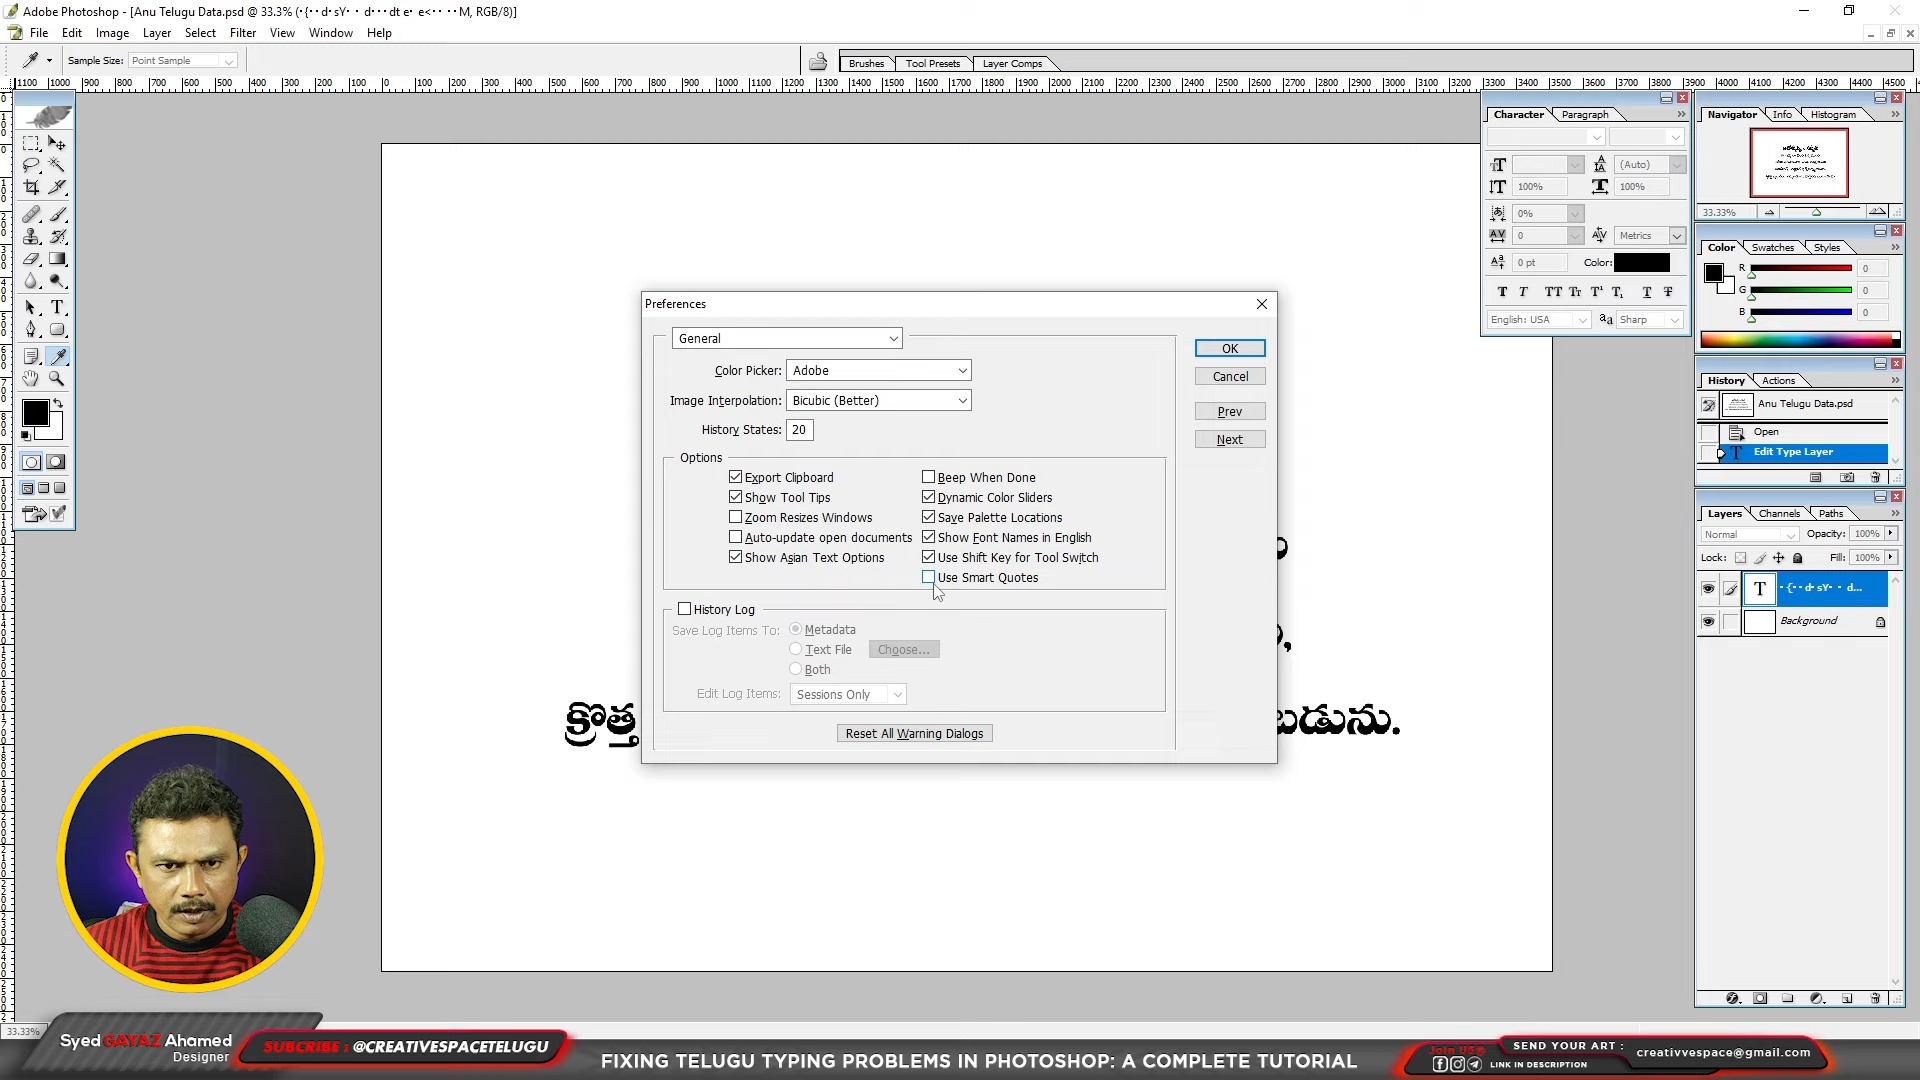 Adobe Photoshop - [Anu Telugu Data.psd @ 33.3% (
M, RGB/8)]
File Edit Image Layer Select Filter View Window Help
Sample Size: Point Sample
Brushes Tool Presets Layer Comps
Character Paragraph
(Auto)
100% 100%
0%
0 Metrics
0 pt Color:
English: USA Sharp
Navigator Info Histogram
33.33%
Color Swatches Styles
R 0
G 0
B 0
History Actions
Anu Telugu Data.psd
Open
Edit Type Layer
Layers Channels Paths
Normal Opacity: 100%
Lock: Fill: 100%
Background
Preferences
General
Color Picker: Adobe
Image Interpolation: Bicubic (Better)
History States: 20
OK
Cancel
Prev
Next
Options
Export Clipboard Beep When Done
Show Tool Tips Dynamic Color Sliders
Zoom Resizes Windows Save Palette Locations
Auto-update open documents Show Font Names in English
Show Asian Text Options Use Shift Key for Tool Switch
Use Smart Quotes
History Log
Save Log Items To: Metadata
Text File Choose...
Both
Edit Log Items: Sessions Only
Reset All Warning Dialogs
క్రొత్త బడును.
33.33%
Syed GAYAZ Ahamed
Designer
SUBCRIBE : @CREATIVESPACETELUGU
FIXING TELUGU TYPING PROBLEMS IN PHOTOSHOP: A COMPLETE TUTORIAL
Join US@
LINK IN DESCRIPTION
SEND YOUR ART :
creativvespace@gmail.com